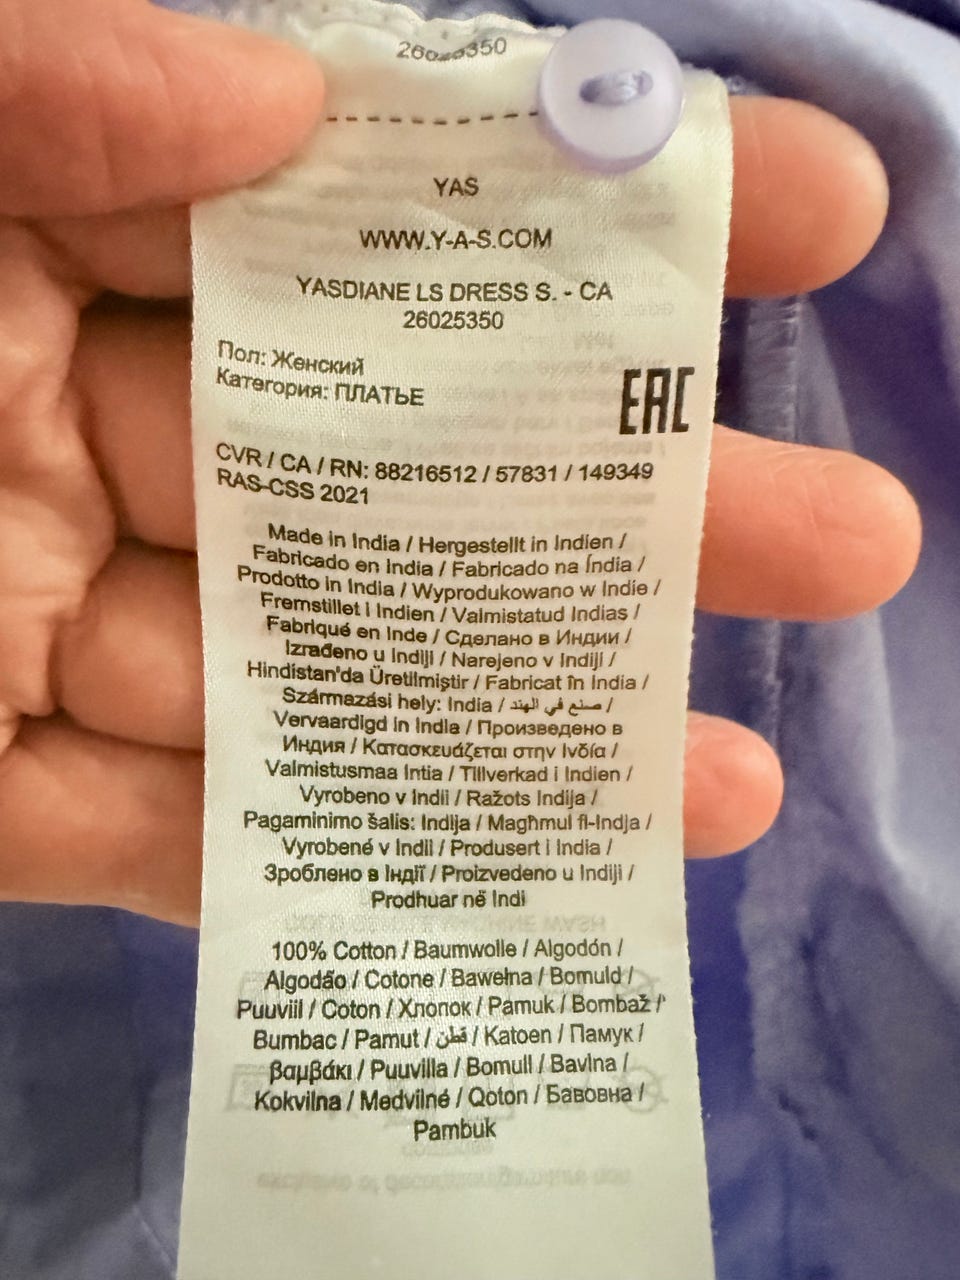 26025350
YAS
WWW.Y-A-S.COM
YASDIANE LS DRESS S. - CA
26025350
Пол: Женский
Категория: ПЛАТЬЕ
EAC
CVR / CA / RN: 88216512 / 57831 / 149349
RAS-CSS 2021
Made in India / Hergestellt in Indien /
Fabricado en India / Fabricado na Índia /
Prodotto in India / Wyprodukowano w Indie /
Fremstillet i Indien / Valmistatud Indias /
Fabriqué en Inde / Сделано в Индии /
Izrađeno u Indiji / Narejeno v Indiji /
Hindistan'da Üretilmiştir / Fabricat în India /
Származási hely: India / صنع في الهند /
Vervaardigd in India / Произведено в
Индия / Κατασκευάζεται στην Ινδία /
Valmistusmaa Intia / Tillverkad i Indien /
Vyrobeno v Indii / Ražots Indija /
Pagaminimo šalis: Indija / Magħmul fl-Indja /
Vyrobené v Indii / Produsert i India /
Зроблено в Індії / Proizvedeno u Indiji /
Prodhuar në Indi
100% Cotton / Baumwolle / Algodón /
Algodão / Cotone / Bawełna / Bomuld /
Puuvill / Coton / Хлопок / Pamuk / Bombaž /
Bumbac / Pamut / قطن / Katoen / Памук /
βαμβάκι / Puuvilla / Bomull / Bavlna /
Kokvilna / Medvilné / Qoton / Бавовна /
Pambuk